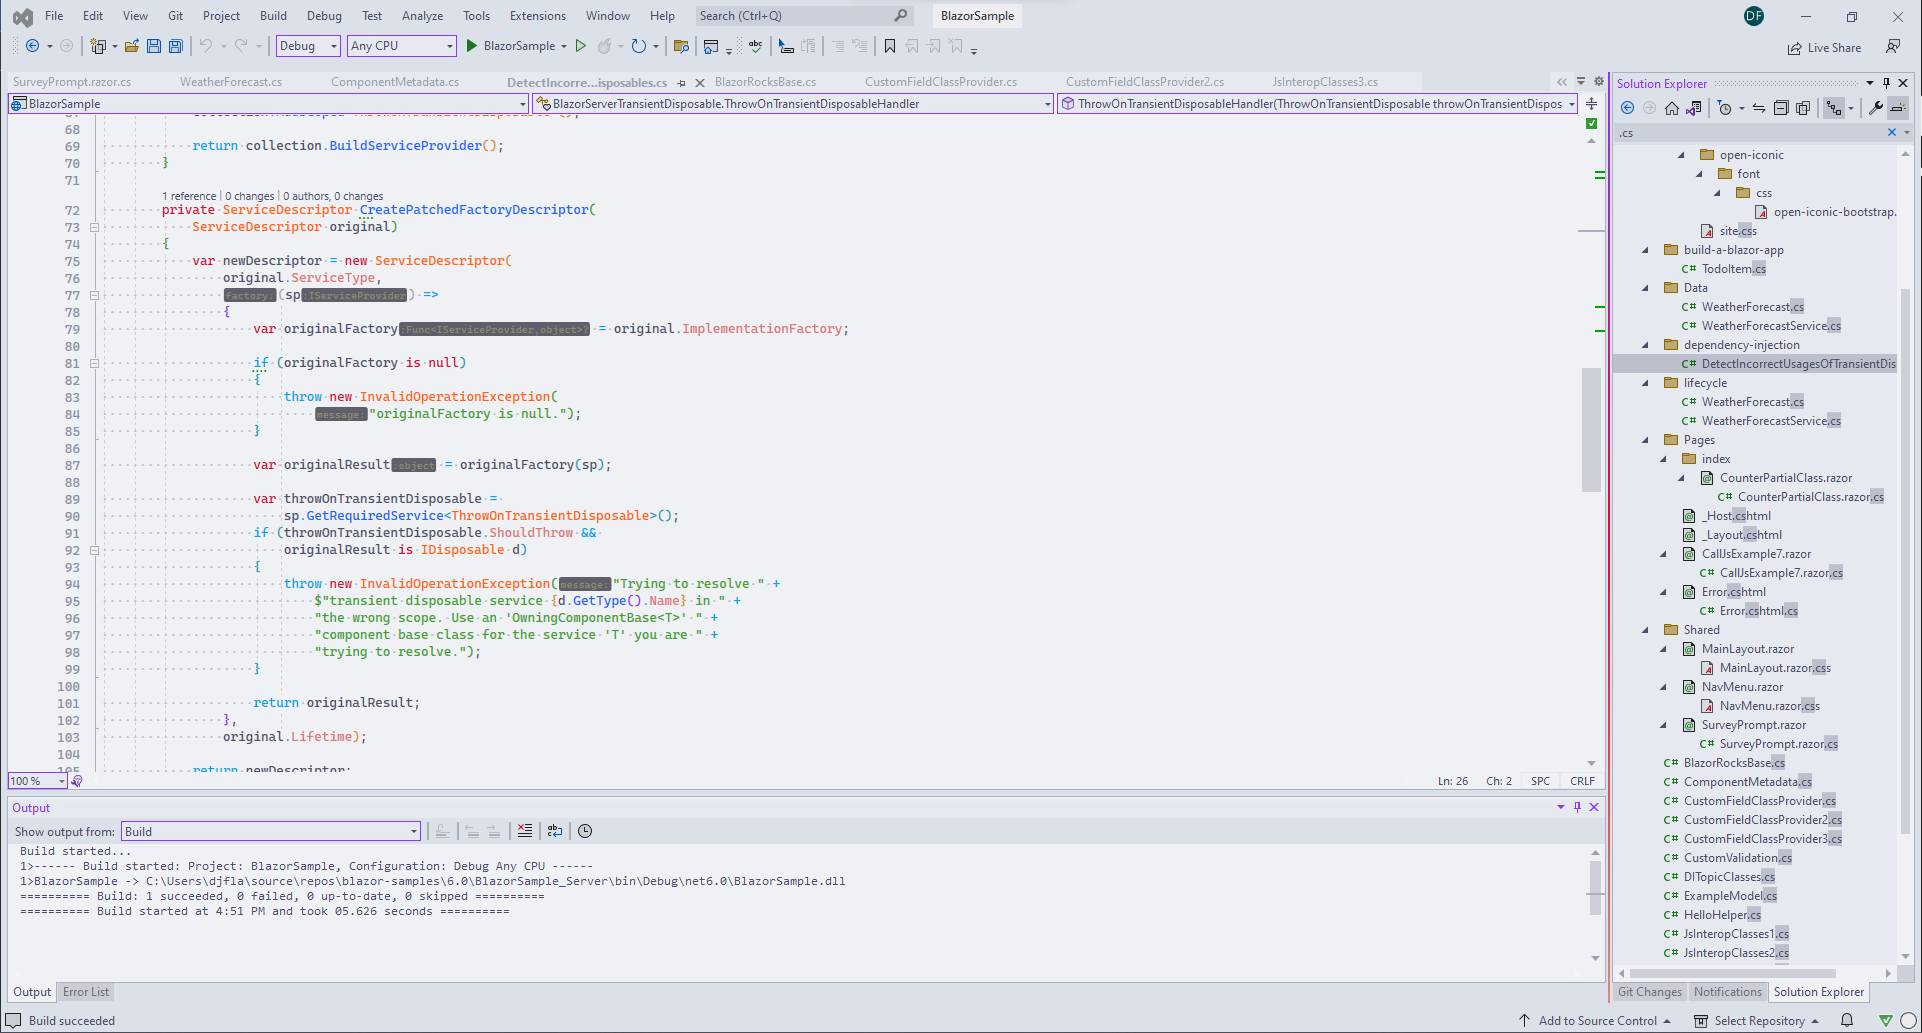 File Edit View Git Project Build Debug Test Analyze Tools Extensions Window Help Search (Ctrl+Q) BlazorSample DF
Debug Any CPU BlazorSample Live Share
SurveyPrompt.razor.cs WeatherForecast.cs ComponentMetadata.cs DetectIncorre...isposables.cs BlazorRocksBase.cs CustomFieldClassProvider.cs CustomFieldClassProvider2.cs JsInteropClasses3.cs
BlazorSample BlazorServerTransientDisposable.ThrowOnTransientDisposableHandler ThrowOnTransientDisposableHandler(ThrowOnTransientDisposable throwOnTransientDispos
68
69 return collection.BuildServiceProvider();
70 }
71
1 reference | 0 changes | 0 authors, 0 changes
72 private ServiceDescriptor CreatePatchedFactoryDescriptor(
73 ServiceDescriptor original)
74 {
75 var newDescriptor = new ServiceDescriptor(
76 original.ServiceType,
77 factory: (sp :IServiceProvider ) =>
78 {
79 var originalFactory :Func<IServiceProvider,object>? = original.ImplementationFactory;
80
81 if (originalFactory is null)
82 {
83 throw new InvalidOperationException(
84 message: "originalFactory is null.");
85 }
86
87 var originalResult :object = originalFactory(sp);
88
89 var throwOnTransientDisposable =
90 sp.GetRequiredService<ThrowOnTransientDisposable>();
91 if (throwOnTransientDisposable.ShouldThrow &&
92 originalResult is IDisposable d)
93 {
94 throw new InvalidOperationException( message: "Trying to resolve " +
95 $"transient disposable service {d.GetType().Name} in " +
96 "the wrong scope. Use an 'OwningComponentBase<T>' " +
97 "component base class for the service 'T' you are " +
98 "trying to resolve.");
99 }
100
101 return originalResult;
102 },
103 original.Lifetime);
104
105 return newDescriptor;
100 % Ln: 26 Ch: 2 SPC CRLF
Output
Show output from: Build
Build started...
1>------ Build started: Project: BlazorSample, Configuration: Debug Any CPU ------
1>BlazorSample -> C:\Users\djfla\source\repos\blazor-samples\6.0\BlazorSample_Server\bin\Debug\net6.0\BlazorSample.dll
========== Build: 1 succeeded, 0 failed, 0 up-to-date, 0 skipped ==========
========== Build started at 4:51 PM and took 05.626 seconds ==========
Output Error List
Solution Explorer
.cs
open-iconic
font
css
open-iconic-bootstrap.
site.css
build-a-blazor-app
C# TodoItem.cs
Data
C# WeatherForecast.cs
C# WeatherForecastService.cs
dependency-injection
C# DetectIncorrectUsagesOfTransientDis
lifecycle
C# WeatherForecast.cs
C# WeatherForecastService.cs
Pages
index
CounterPartialClass.razor
C# CounterPartialClass.razor.cs
_Host.cshtml
_Layout.cshtml
CallJsExample7.razor
C# CallJsExample7.razor.cs
Error.cshtml
C# Error.cshtml.cs
Shared
MainLayout.razor
MainLayout.razor.css
NavMenu.razor
NavMenu.razor.css
SurveyPrompt.razor
C# SurveyPrompt.razor.cs
C# BlazorRocksBase.cs
C# ComponentMetadata.cs
C# CustomFieldClassProvider.cs
C# CustomFieldClassProvider2.cs
C# CustomFieldClassProvider3.cs
C# CustomValidation.cs
C# DITopicClasses.cs
C# ExampleModel.cs
C# HelloHelper.cs
C# JsInteropClasses1.cs
C# JsInteropClasses2.cs
Git Changes Notifications Solution Explorer
Build succeeded Add to Source Control Select Repository